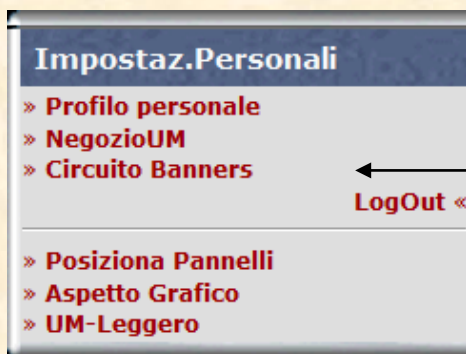 Impostaz.Personali
» Profilo personale
» NegozioUM
» Circuito Banners
LogOut «
» Posiziona Pannelli
» Aspetto Grafico
» UM-Leggero